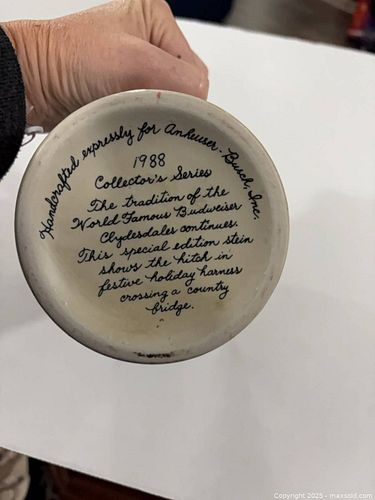 Handcrafted expressly for Anheuser-Busch, Inc.
1988
Collector's Series
The tradition of the
World Famous Budweiser
Clydesdales continues.
This special edition stein
shows the hitch in
festive holiday harness
crossing a country
bridge.
Copyright 2025 - maxsold.com